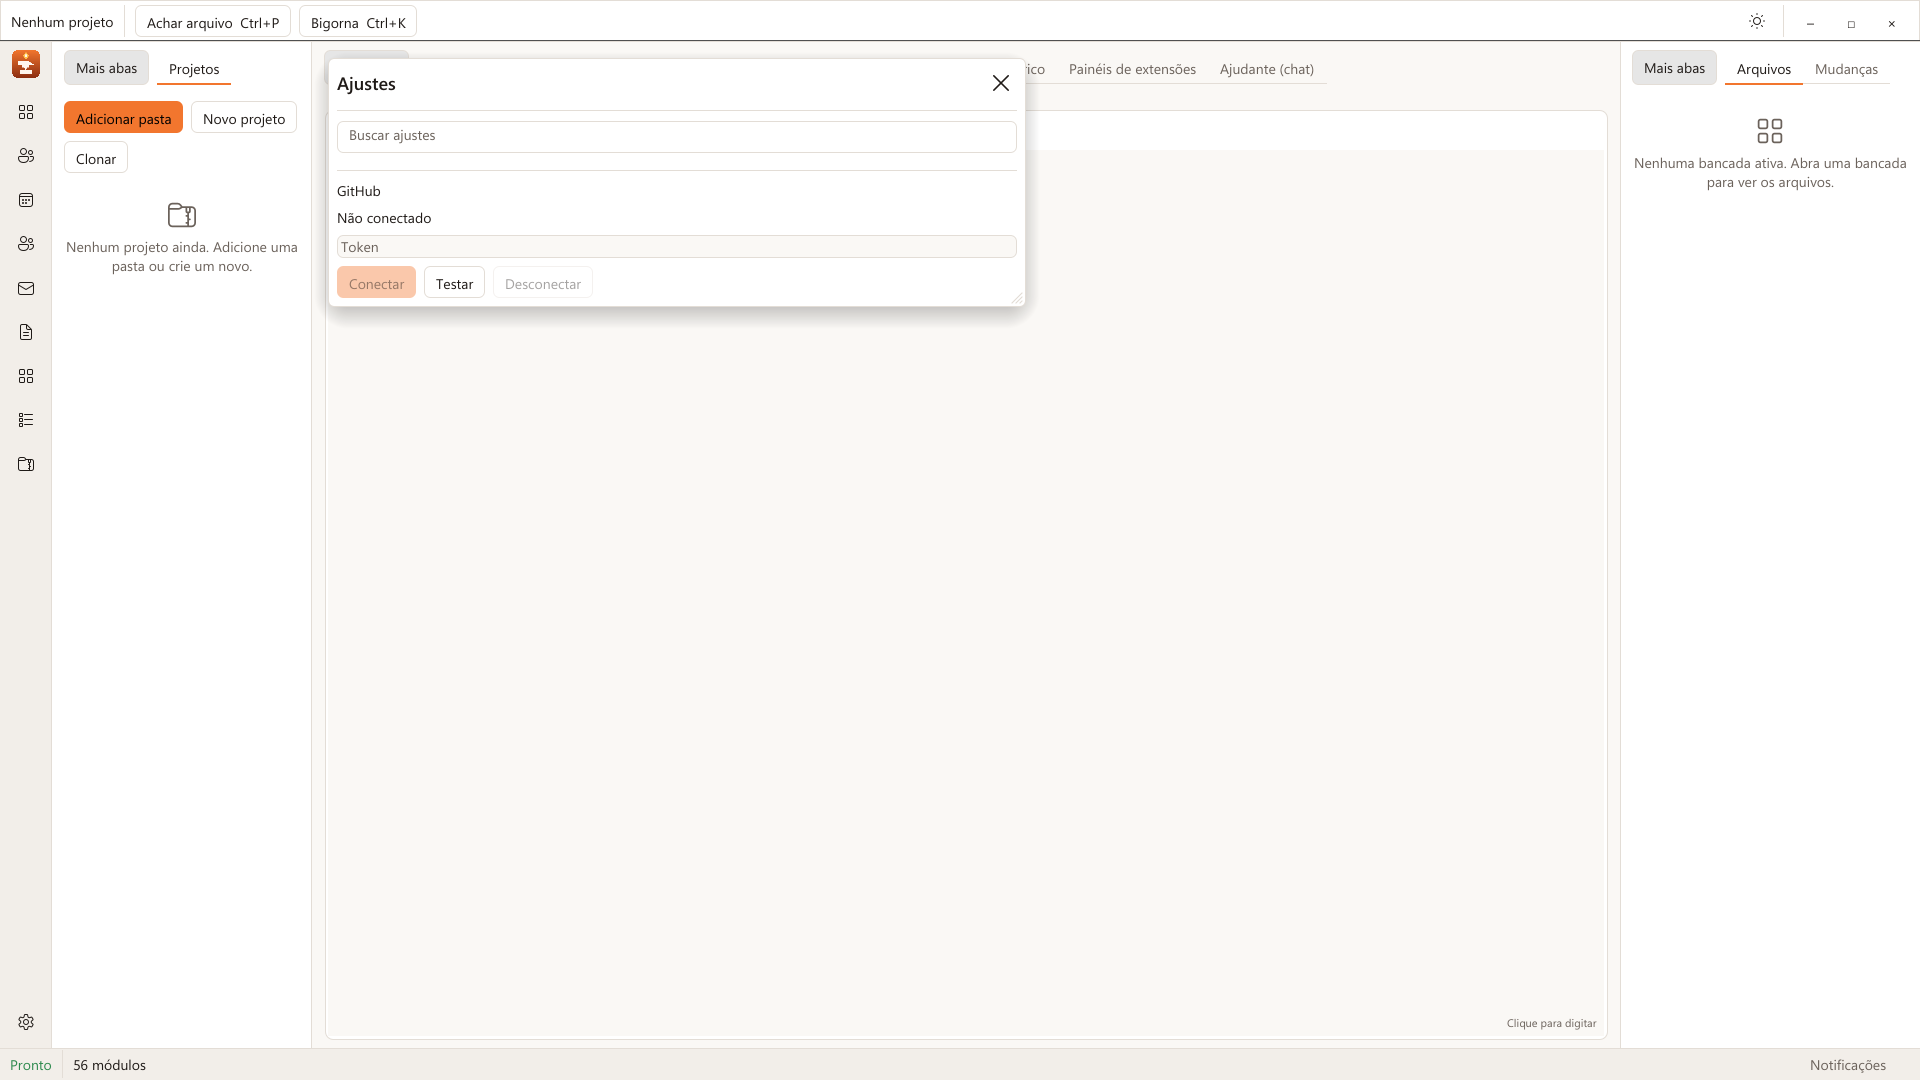 Nenhum projeto
Achar arquivo Ctrl+P
Bigorna Ctrl+K
Mais abas
Projetos
Adicionar pasta
Novo projeto
Clonar
Nenhum projeto ainda. Adicione uma
pasta ou crie um novo.
Ajustes
Buscar ajustes
GitHub
Não conectado
Token
Conectar
Testar
Desconectar
Painéis de extensões
Ajudante (chat)
Clique para digitar
Mais abas
Arquivos
Mudanças
Nenhuma bancada ativa. Abra uma bancada
para ver os arquivos.
Pronto
56 módulos
Notificações